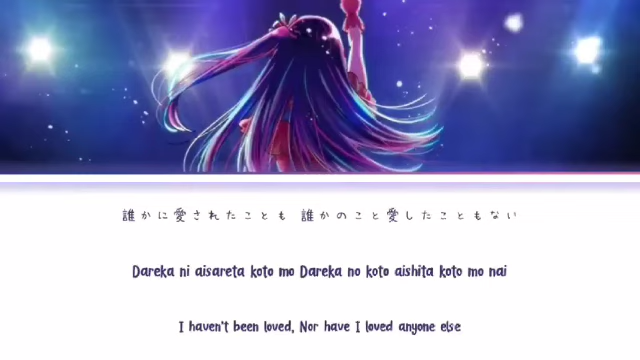 誰かに愛されたことも 誰かのこと愛したこともない
Dareka ni aisareta koto mo Dareka no koto aishita koto mo nai
I haven't been loved, Nor have I loved anyone else